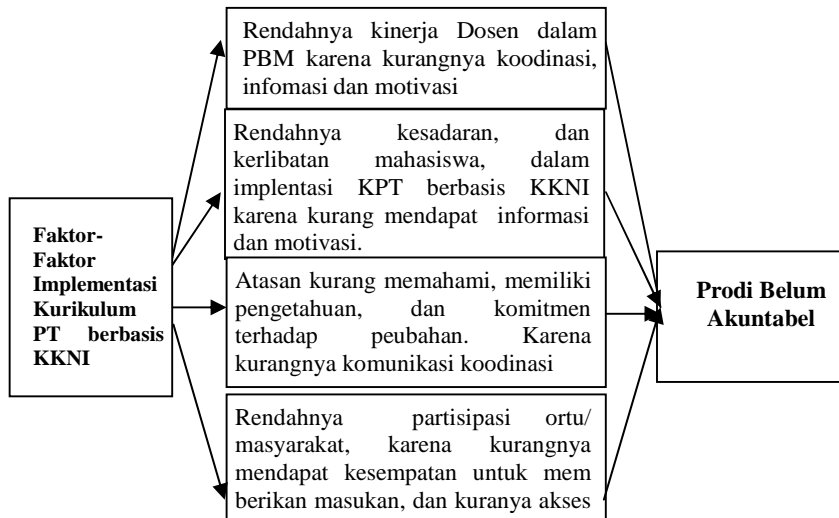 Rendahnya kinerja Dosen dalam
PBM karena kurangnya koodinasi,
infomasi dan motivasi
Rendahnya kesadaran, dan
kerlibatan mahasiswa, dalam
implentasi KPT berbasis KKNI
karena kurang mendapat informasi
dan motivasi.
Faktor-
Faktor
Implementasi
Kurikulum
PT berbasis
KKNI
Atasan kurang memahami, memiliki
pengetahuan, dan komitmen
terhadap peubahan. Karena
kurangnya komunikasi koordinasi
Prodi Belum
Akuntabel
Rendahnya partisipasi ortu/
masyarakat, karena kurangnya
mendapat kesempatan untuk mem
berikan masukan, dan kuranya akses